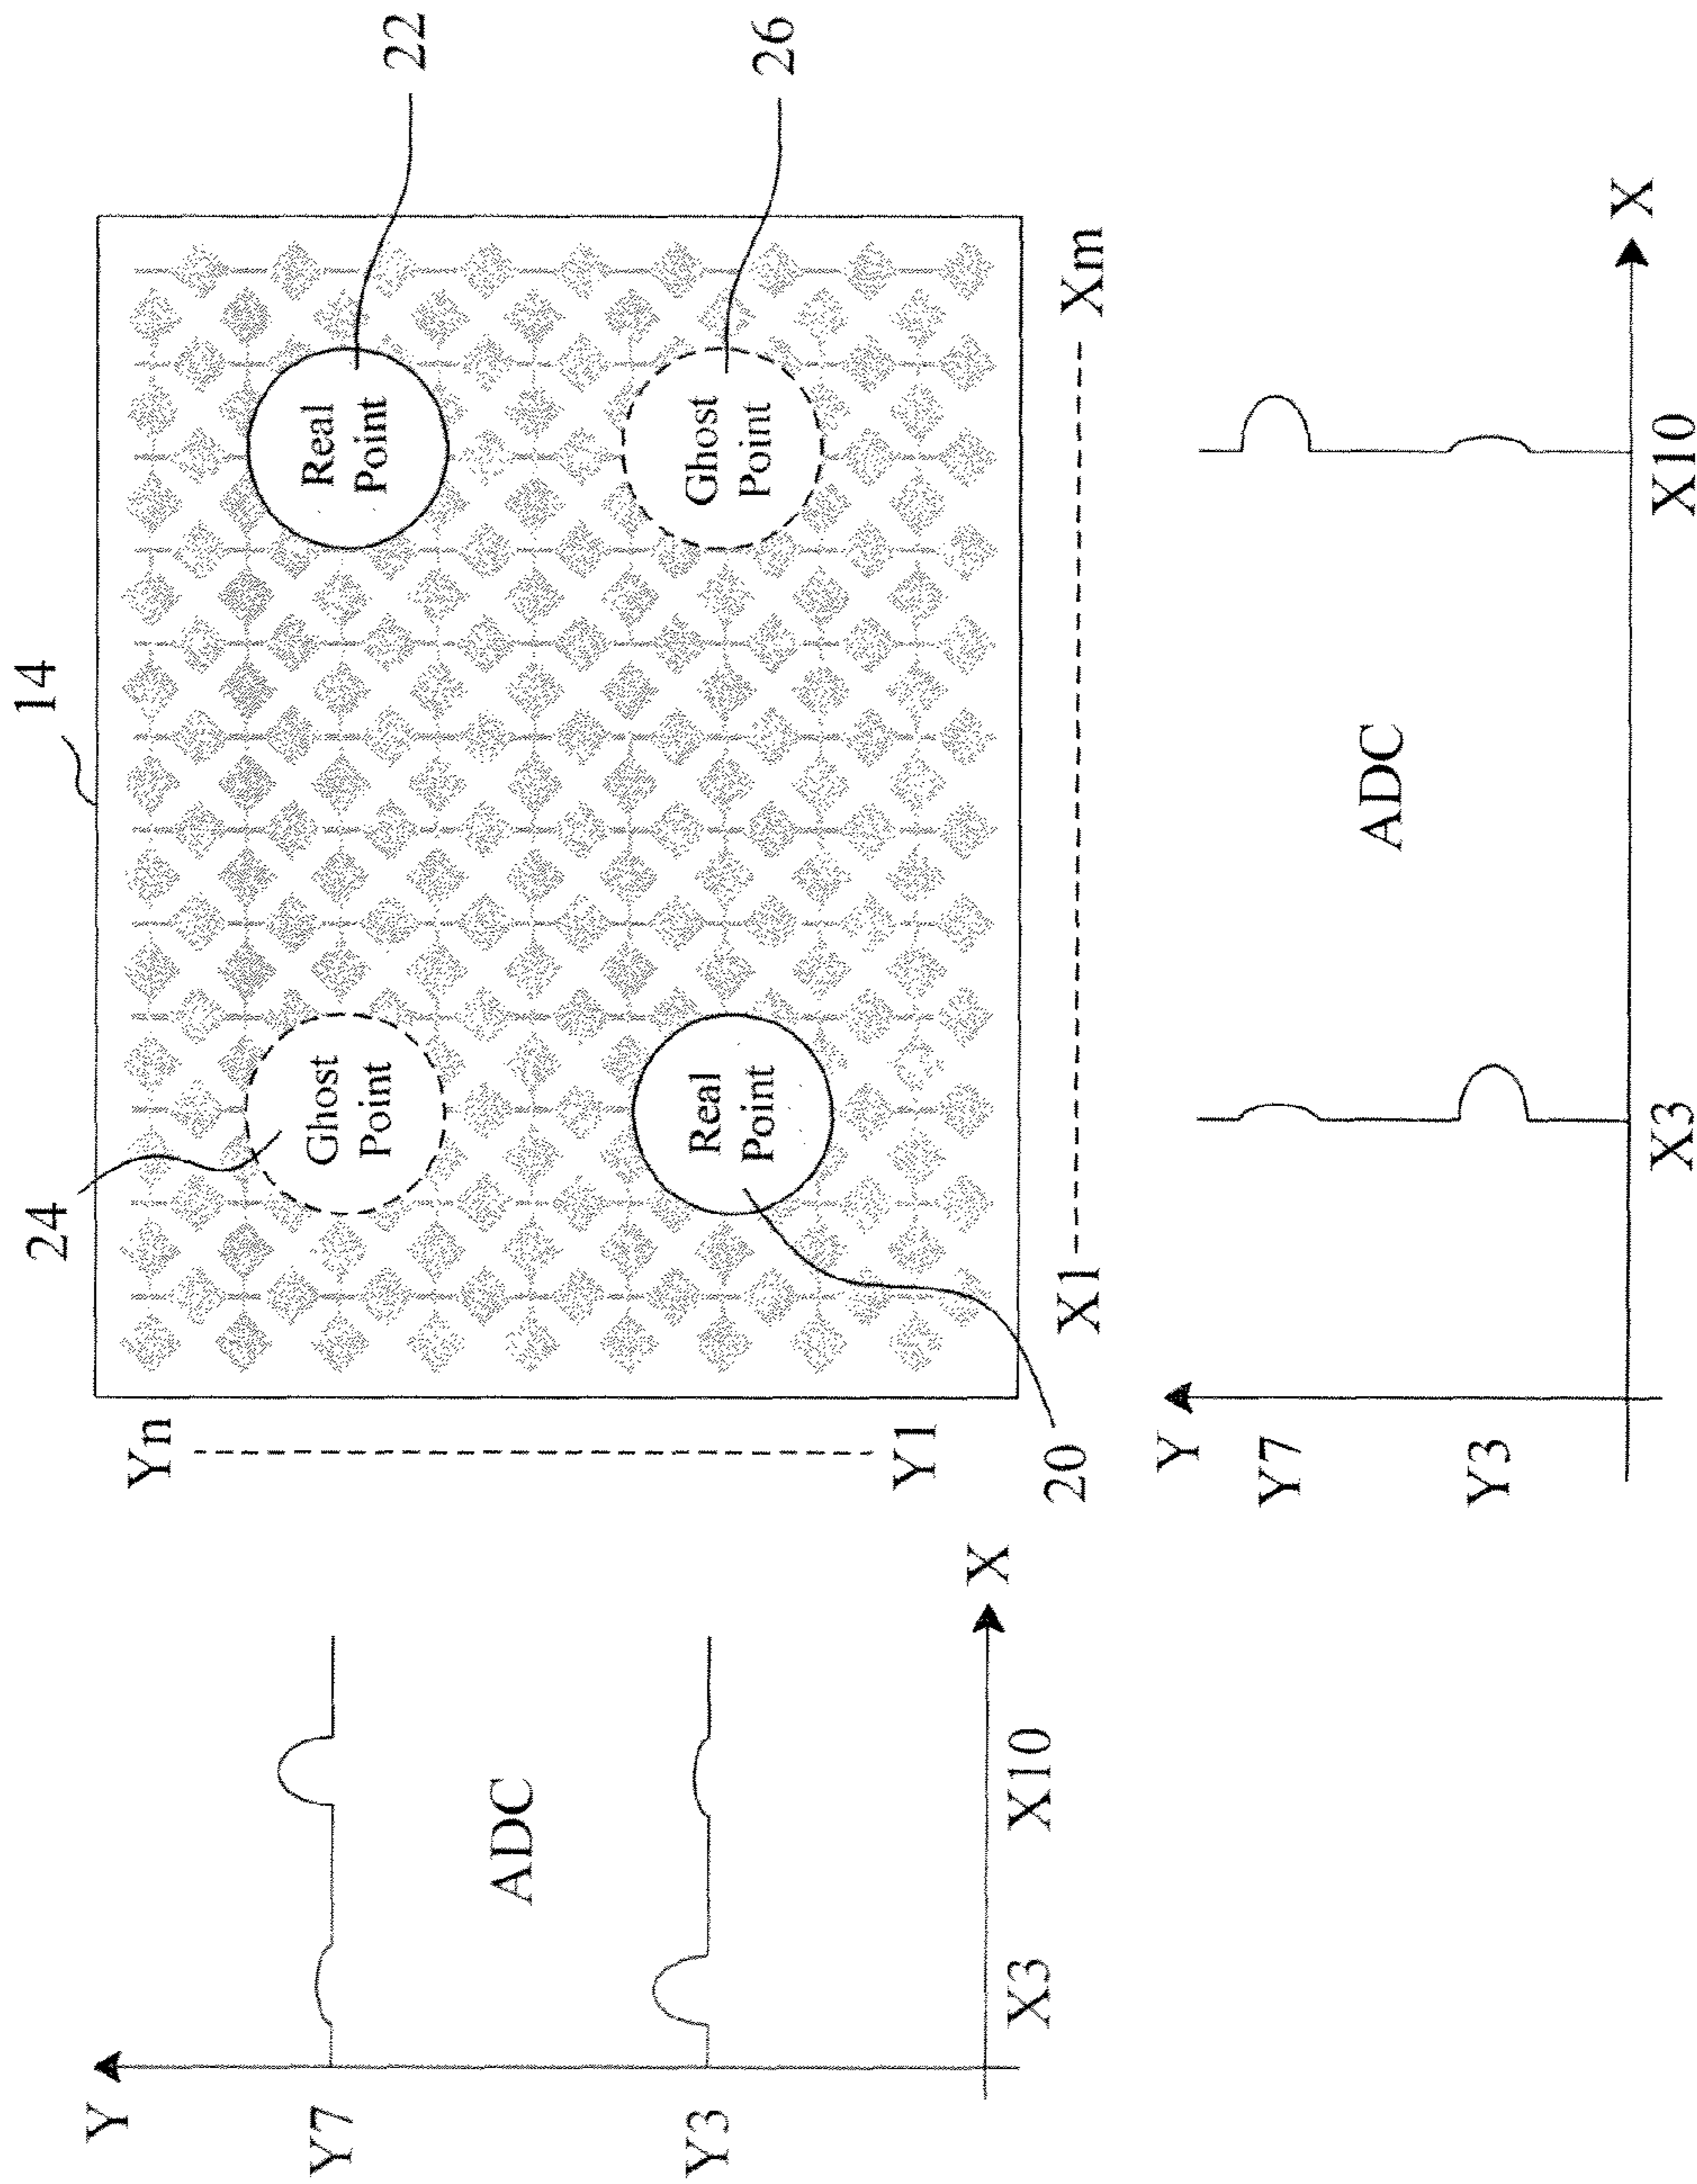 14
24
22
26
20
Ghost
Point
Real
Point
Real
Point
Ghost
Point
Yn
Y1
X1
Xm
Y
Y7
Y3
ADC
X3
X10
X
Y
Y7
Y3
ADC
X3
X10
X